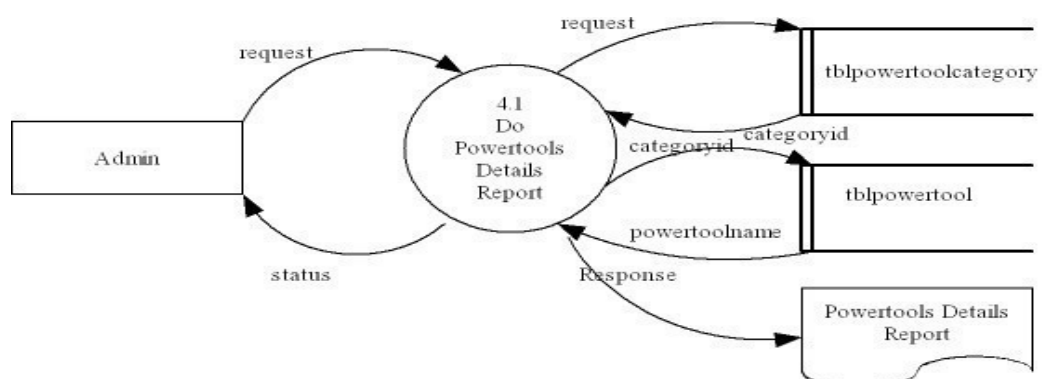 request
request
tblpowertoolcategory
4.1
Do
Powertools
Details
Report
Admin
categoryid
categoryid
tblpowertool
powertoolname
status
Response
Powertools Details
Report